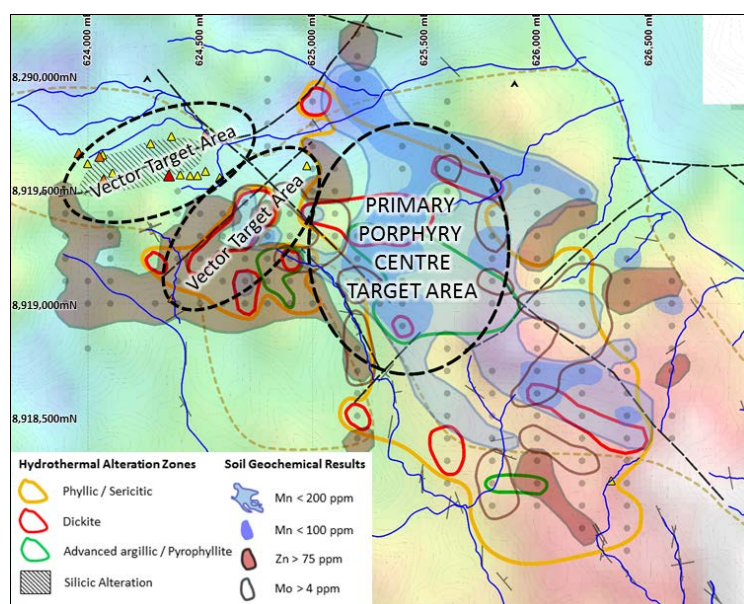 624,000 mE
624,500 mE
625,000 mE
625,500 mE
626,000 mE
626,500 mE
8,290,000mN
8,919,500mN
8,919,000mN
8,918,500mN
Vector Target Area
Vector Target Area
PRIMARY
PORPHYRY
CENTRE
TARGET AREA
Hydrothermal Alteration Zones
Phyllic / Sericitic
Dickite
Advanced argillic / Pyrophyllite
Silicic Alteration
Soil Geochemical Results
Mn < 200 ppm
Mn < 100 ppm
Zn > 75 ppm
Mo > 4 ppm